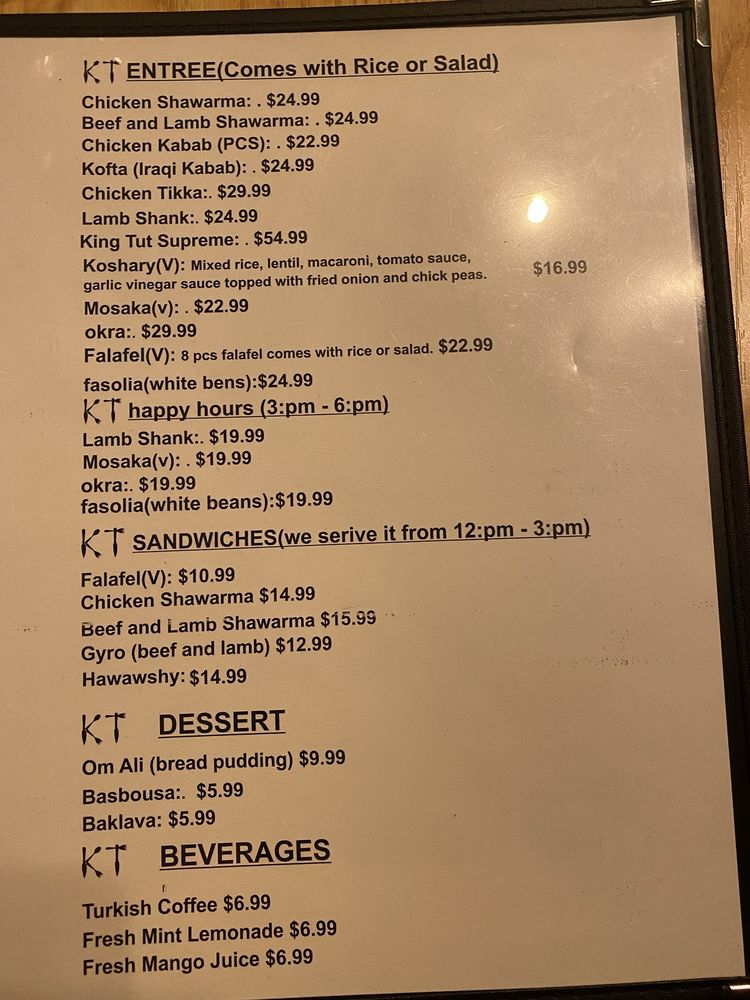 KT ENTREE(Comes with Rice or Salad)
Chicken Shawarma: . $24.99
Beef and Lamb Shawarma: . $24.99
Chicken Kabab (PCS): . $22.99
Kofta (Iraqi Kabab): . $24.99
Chicken Tikka:. $29.99
Lamb Shank:. $24.99
King Tut Supreme: . $54.99
Koshary(V): Mixed rice, lentil, macaroni, tomato sauce,
garlic vinegar sauce topped with fried onion and chick peas. $16.99
Mosaka(v): . $22.99
okra:. $29.99
Falafel(V): 8 pcs falafel comes with rice or salad. $22.99
fasolia(white bens):$24.99
KT happy hours (3:pm - 6:pm)
Lamb Shank:. $19.99
Mosaka(v): . $19.99
okra:. $19.99
fasolia(white beans):$19.99
KT SANDWICHES(we serive it from 12:pm - 3:pm)
Falafel(V): $10.99
Chicken Shawarma $14.99
Beef and Lamb Shawarma $15.99
Gyro (beef and lamb) $12.99
Hawawshy: $14.99
KT DESSERT
Om Ali (bread pudding) $9.99
Basbousa:. $5.99
Baklava: $5.99
KT BEVERAGES
Turkish Coffee $6.99
Fresh Mint Lemonade $6.99
Fresh Mango Juice $6.99